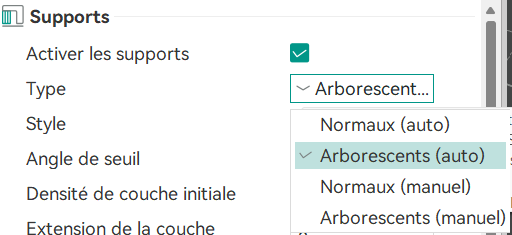 Supports
Activer les supports
Type Arborescent...
Style
Normaux (auto)
Angle de seuil
Arborescents (auto)
Densité de couche initiale
Normaux (manuel)
Extension de la couche
Arborescents (manuel)